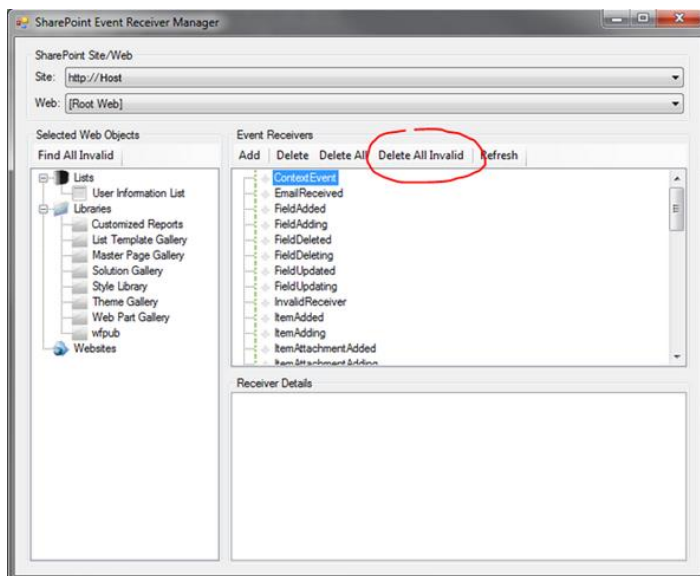 SharePoint Event Receiver Manager
SharePoint Site/Web
Site: http://Host
Web: [Root Web]
Selected Web Objects
Find All Invalid
Lists
User Information List
Libraries
Customized Reports
List Template Gallery
Master Page Gallery
Solution Gallery
Style Library
Theme Gallery
Web Part Gallery
wfpub
Websites
Event Receivers
Add Delete Delete All Delete All Invalid Refresh
ContextEvent
EmailReceived
FieldAdded
FieldAdding
FieldDeleted
FieldDeleting
FieldUpdated
FieldUpdating
InvalidReceiver
ItemAdded
ItemAdding
ItemAttachmentAdded
ItemAttachmentAdding
Receiver Details